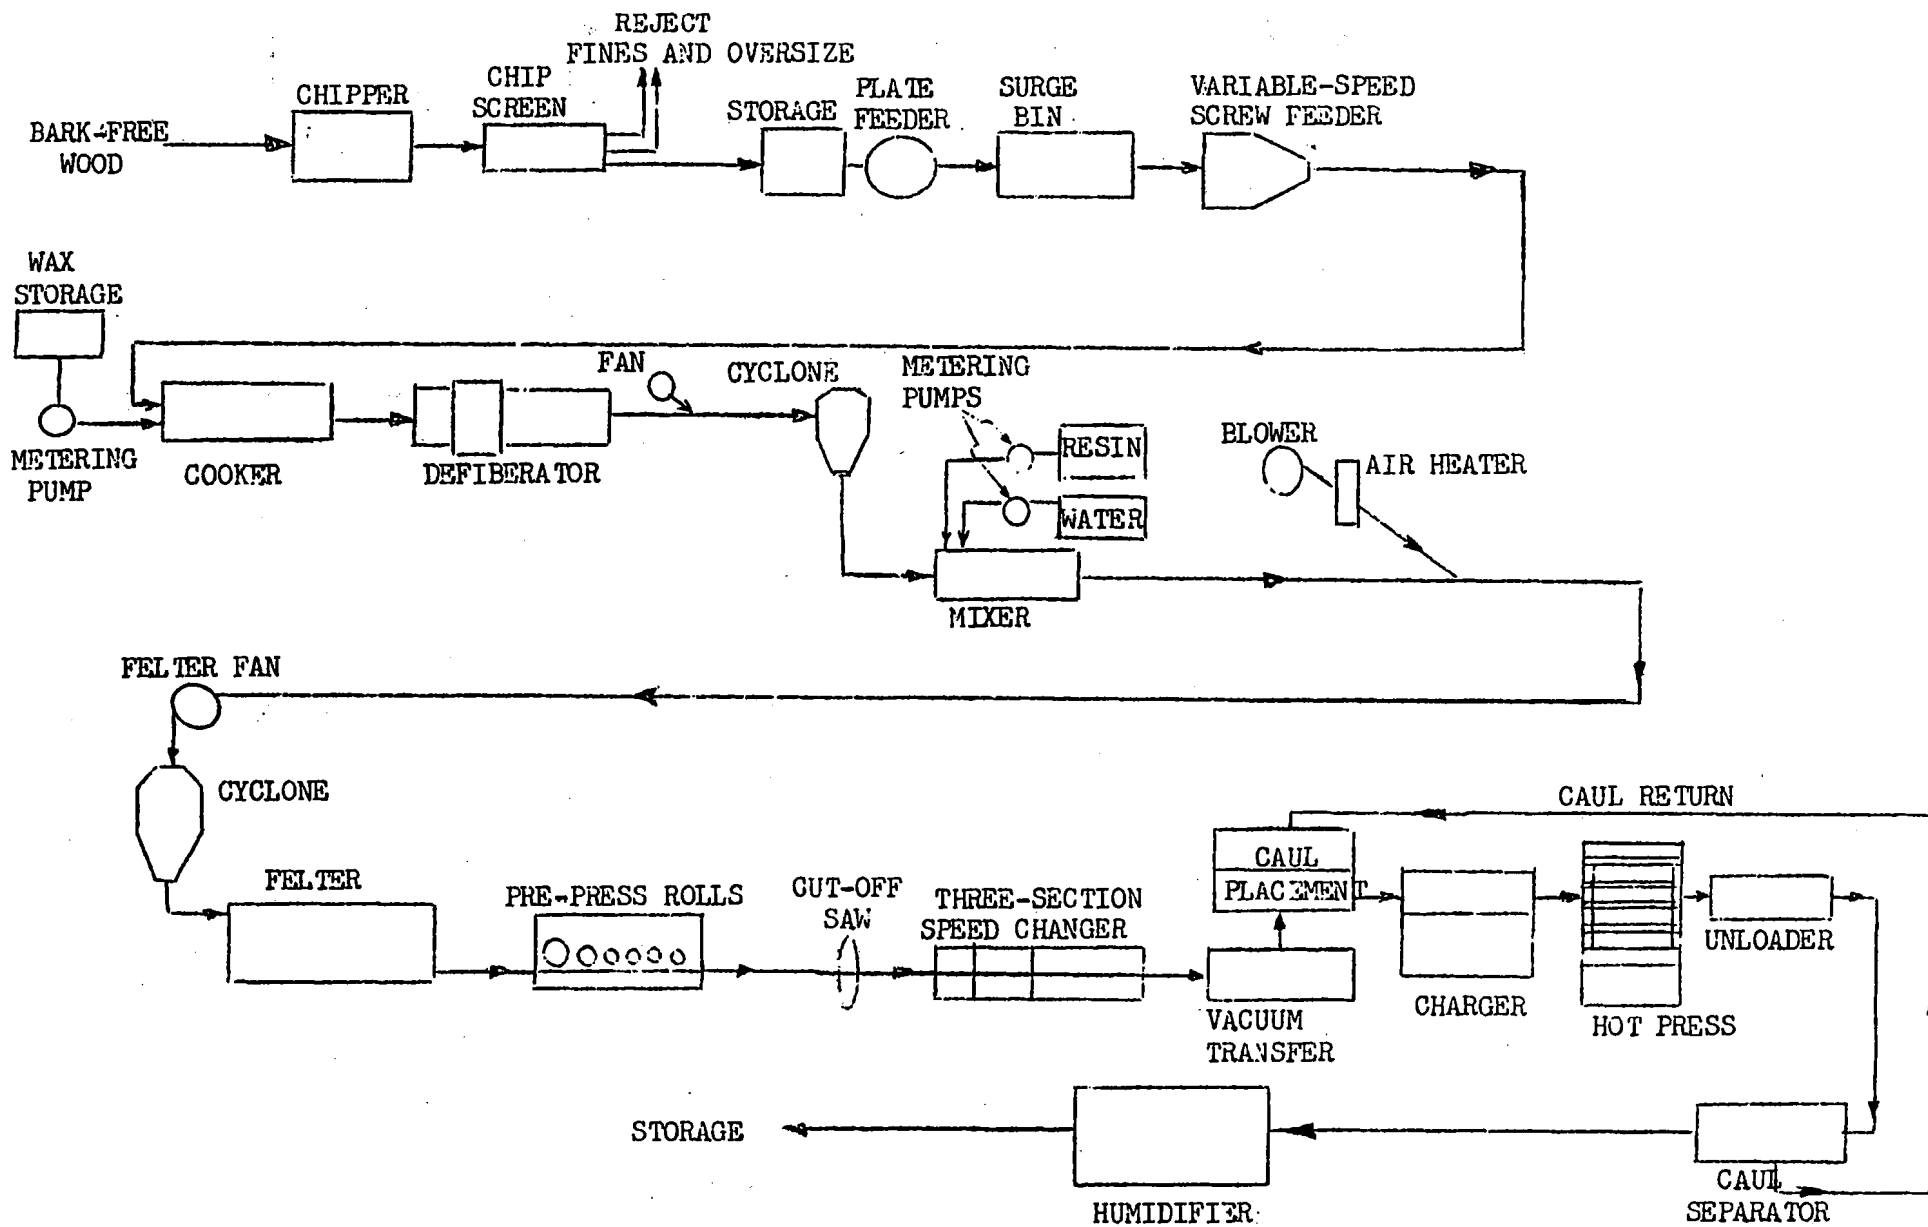 REJECT
FINES AND OVERSIZE
BARK-FREE
WOOD
CHIPPER
CHIP
SCREEN
STORAGE
PLATE
FEEDER
SURGE
BIN
VARIABLE-SPEED
SCREW FEEDER
WAX
STORAGE
METERING
PUMP
COOKER
DEFIBERATOR
FAN
CYCLONE
METERING
PUMPS
RESIN
WATER
MIXER
BLOWER
AIR HEATER
FELTER FAN
CYCLONE
FELTER
PRE-PRESS ROLLS
CUT-OFF
SAW
THREE-SECTION
SPEED CHANGER
VACUUM
TRANSFER
CAUL
PLACEMENT
CAUL RETURN
CHARGER
HOT PRESS
UNLOADER
CAUL
SEPARATOR
HUMIDIFIER
STORAGE